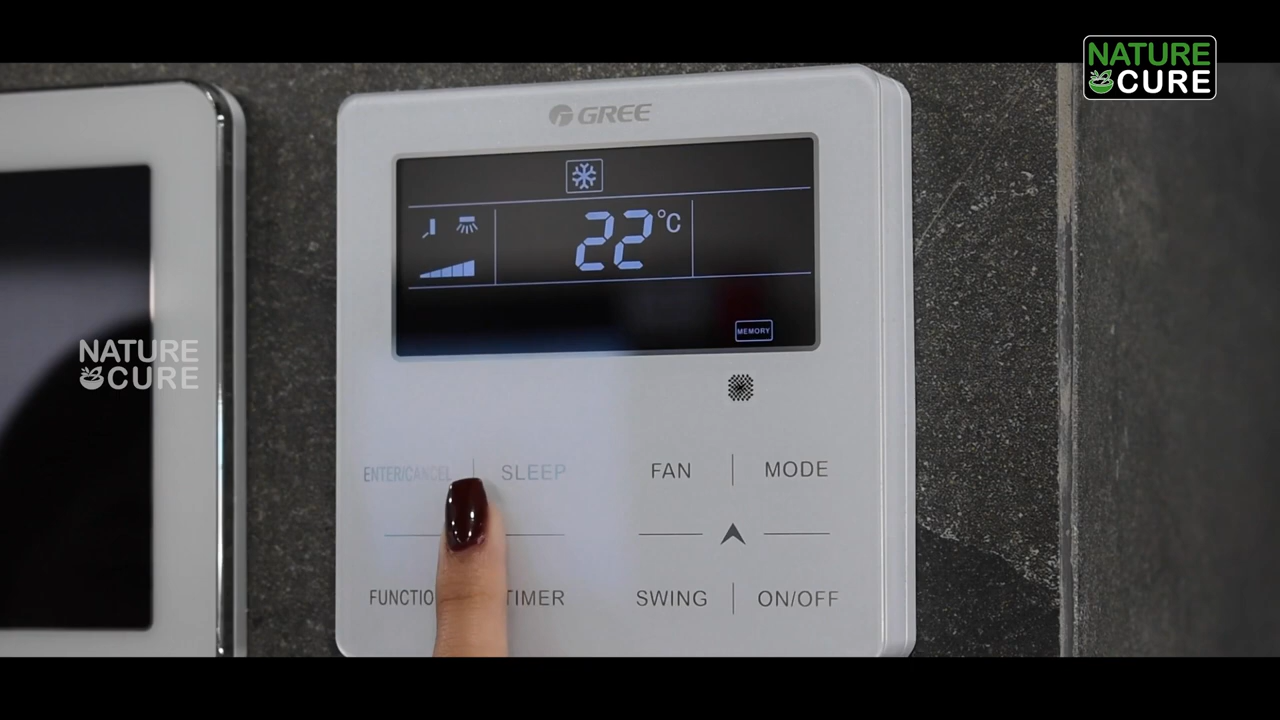 NATURE
CURE
GREE
22°C
MEMORY
NATURE
CURE
ENTER/CANCEL
SLEEP
FAN
MODE
FUNCTIO
TIMER
SWING
ON/OFF